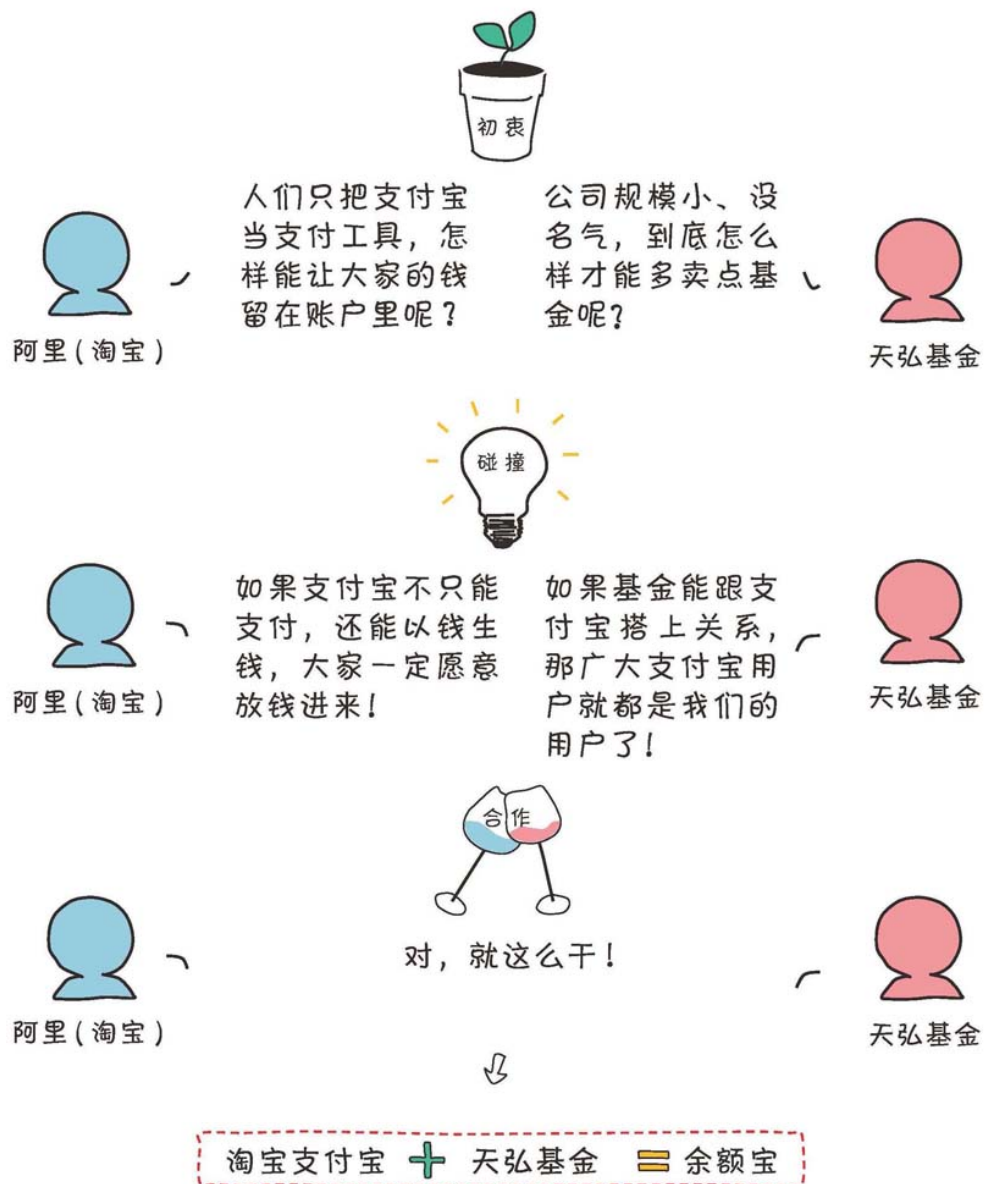 初衷
人们只把支付宝
当支付工具，怎
样能让大家的钱
留在账户里呢？
公司规模小、没
名气，到底怎么
样才能多卖点基
金呢？
阿里(淘宝)
天弘基金
碰撞
如果支付宝不只能
支付，还能以钱生
钱，大家一定愿意
放钱进来！
如果基金能跟支
付宝搭上关系，
那广大支付宝用
户就都是我们的
用户了！
阿里(淘宝)
天弘基金
合作
对，就这么干！
阿里(淘宝)
天弘基金
淘宝支付宝 + 天弘基金 = 余额宝